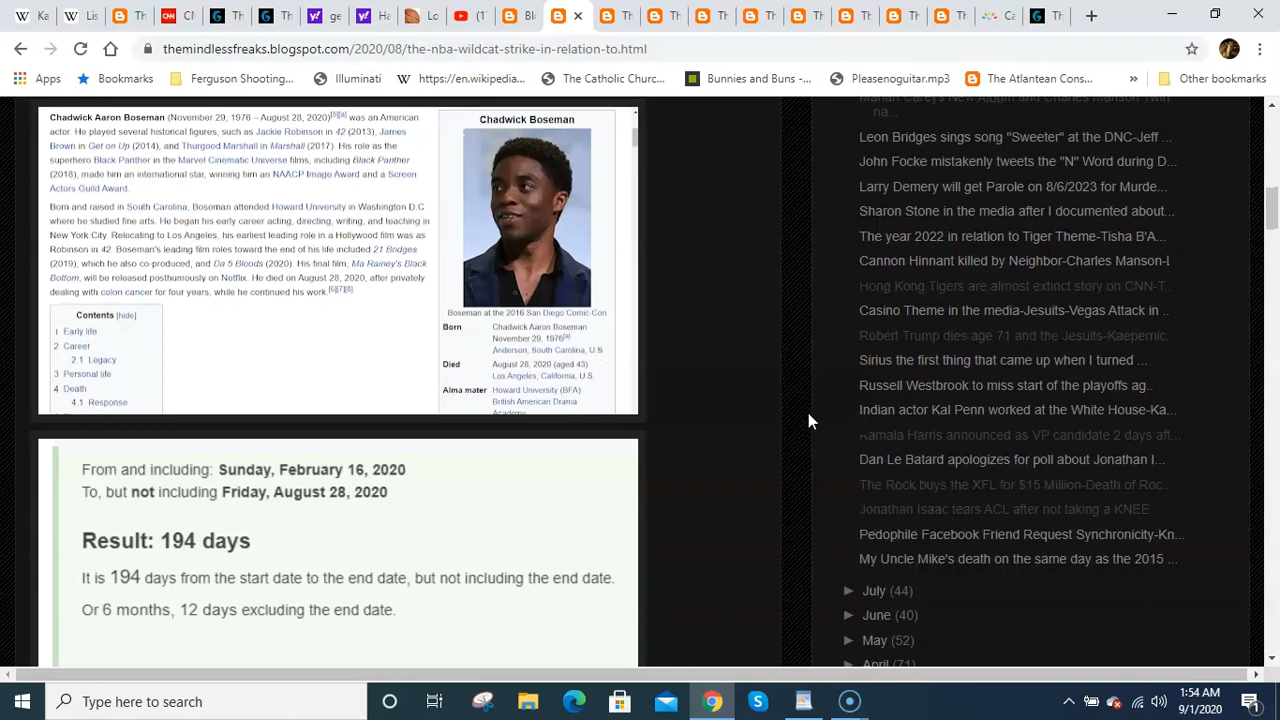 themindlessfreaks.blogspot.com/2020/08/the-nba-wildcat-strike-in-relation-to.html
Apps
Bookmarks
Ferguson Shooting...
Illuminati
https://en.wikipedia...
The Catholic Churc...
Bunnies and Buns -...
Pleasenoguitar.mp3
The Atlantean Cons...
»
Other bookmarks
Chadwick Aaron Boseman (November 29, 1976 – August 28, 2020)[5][a] was an American
actor. He played several historical figures, such as Jackie Robinson in 42 (2013), James
Brown in Get on Up (2014), and Thurgood Marshall in Marshall (2017). His role as the
superhero Black Panther in the Marvel Cinematic Universe films, including Black Panther
(2018), made him an international star, winning him an NAACP Image Award and a Screen
Actors Guild Award.
Born and raised in South Carolina, Boseman attended Howard University in Washington D.C.
where he studied fine arts. He began his early career acting, directing, writing, and teaching in
New York City. Relocating to Los Angeles, his earliest leading role in a Hollywood film was as
Robinson in 42. Boseman's leading film roles toward the end of his life included 21 Bridges
(2019), which he also co-produced, and Da 5 Bloods (2020). His final film, Ma Rainey's Black
Bottom, will be released posthumously on Netflix. He died on August 28, 2020, after privately
dealing with colon cancer for four years, while he continued his work.[6][7][8]
Contents [hide]
1 Early life
2 Career
2.1 Legacy
3 Personal life
4 Death
4.1 Response
Chadwick Boseman
Boseman at the 2016 San Diego Comic-Con
Born Chadwick Aaron Boseman
November 29, 1976[a]
Anderson, South Carolina, U.S
Died August 28, 2020 (aged 43)
Los Angeles, California, U.S.
Alma mater Howard University (BFA)
British American Drama
Academy
From and including: Sunday, February 16, 2020
To, but not including Friday, August 28, 2020
Result: 194 days
It is 194 days from the start date to the end date, but not including the end date.
Or 6 months, 12 days excluding the end date.
Mariah Carey's New Album and Charles Manson Twin
na...
Leon Bridges sings song "Sweeter" at the DNC-Jeff ...
John Focke mistakenly tweets the "N" Word during D...
Larry Demery will get Parole on 8/6/2023 for Murde...
Sharon Stone in the media after I documented about...
The year 2022 in relation to Tiger Theme-Tisha B'A...
Cannon Hinnant killed by Neighbor-Charles Manson-L
Hong Kong Tigers are almost extinct story on CNN-T...
Casino Theme in the media-Jesuits-Vegas Attack in ..
Robert Trump dies age 71 and the Jesuits-Kaepernic.
Sirius the first thing that came up when I turned ...
Russell Westbrook to miss start of the playoffs ag..
Indian actor Kal Penn worked at the White House-Ka...
Kamala Harris announced as VP candidate 2 days aft...
Dan Le Batard apologizes for poll about Jonathan I...
The Rock buys the XFL for $15 Million-Death of Roc..
Jonathan Isaac tears ACL after not taking a KNEE
Pedophile Facebook Friend Request Synchronicity-Kn...
My Uncle Mike's death on the same day as the 2015 ...
► July (44)
► June (40)
► May (52)
► April (71)
Type here to search
1:54 AM
9/1/2020